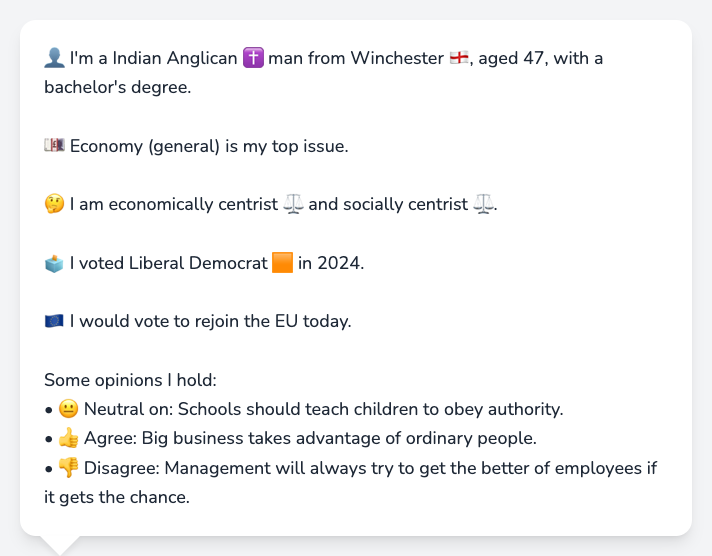 👤 I'm a Indian Anglican ✝️ man from Winchester 🏴󠁧󠁢󠁥󠁮󠁧󠁿, aged 47, with a
bachelor's degree.
💷 Economy (general) is my top issue.
🤔 I am economically centrist ⚖️ and socially centrist ⚖️.
🗳️ I voted Liberal Democrat 🟧 in 2024.
🇪🇺 I would vote to rejoin the EU today.
Some opinions I hold:
• 😐 Neutral on: Schools should teach children to obey authority.
• 👍 Agree: Big business takes advantage of ordinary people.
• 👎 Disagree: Management will always try to get the better of employees if
it gets the chance.